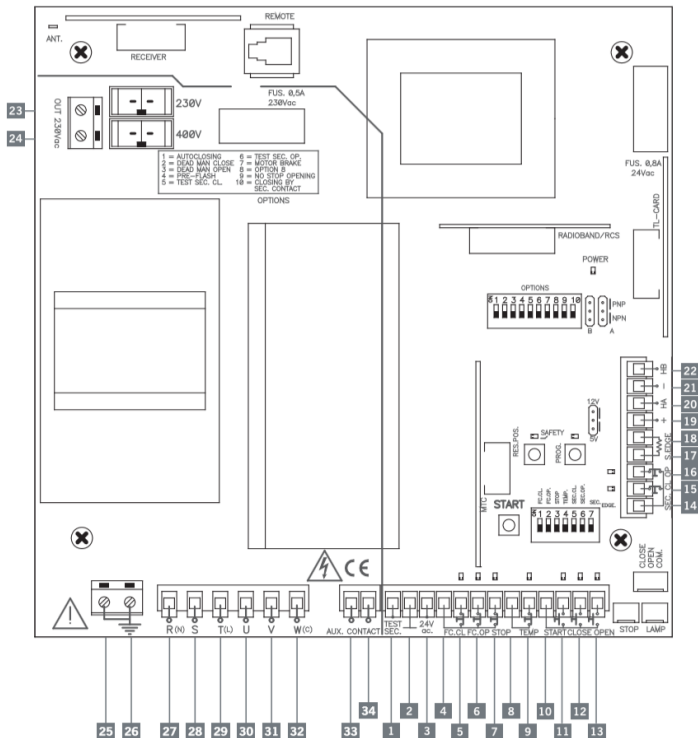 REMOTE
ANT.
RECEIVER
FUS. 0,5A
230Vac
23
24
OUT 230Vac
230V
400V
1 = AUTOCLOSING
2 = DEAD MAN CLOSE
3 = DEAD MAN OPEN
4 = PRE-FLASH
5 = TEST SEC. CL.
6 = TEST SEC. OP.
7 = MOTOR BRAKE
8 = OPTION B
9 = NO STOP OPENING
10 = CLOSING BY
SEC. CONTACT
OPTIONS
FUS. 0,8A
24Vac
TL-CARD
RADIOBAND/RCS
POWER
OPTIONS
ON
1 2 3 4 5 6 7 8 9 10
PNP
NPN
B A
HB 22
- 21
HA 20
+ 19
S.EDGE
18
17
OP 16
SEC. CL
15
14
12V
5V
RES.POS.
SAFETY
PROG.
MTC
START
FC.CL.
FC.OP.
STOP
TEMP.
SEC.CL.
SEC.OP.
SEC. EDGE.
ON
1 2 3 4 5 6 7
CLOSE
OPEN
COM.
STOP LAMP
CE
R(N) S T(L) U V W(C)
AUX. CONTACT
TEST
SEC.
24V
ac.
FC.CL FC.OP STOP TEMP START CLOSE OPEN
25 26 27 28 29 30 31 32 33 34 1 2 3 4 5 6 7 8 9 10 11 12 13